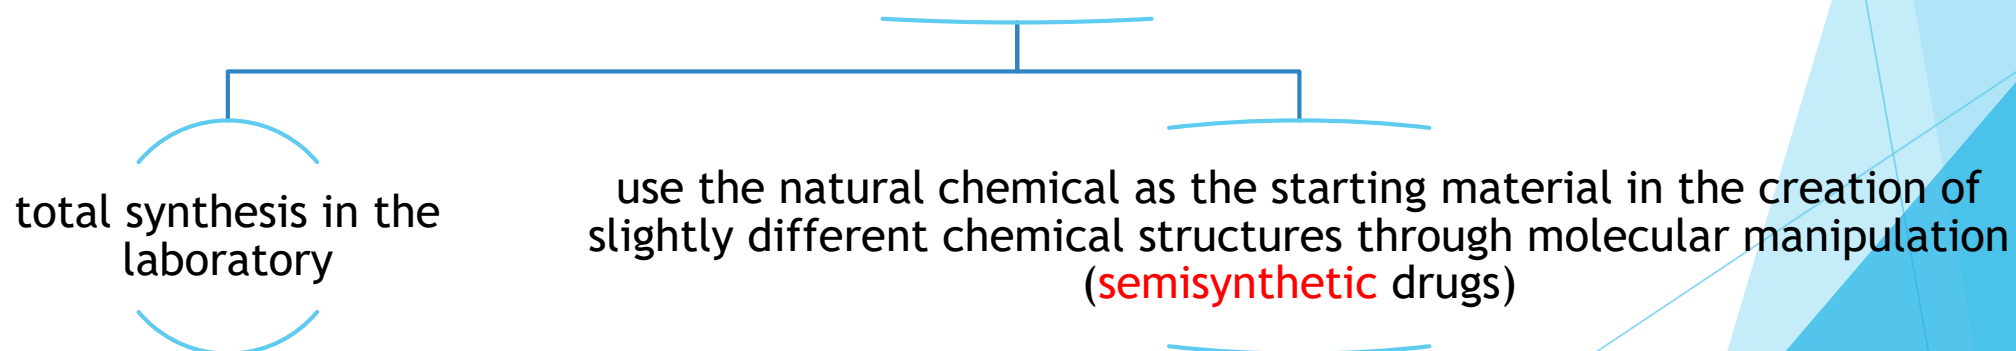 total synthesis in the
laboratory
use the natural chemical as the starting material in the creation of
slightly different chemical structures through molecular manipulation
(semisynthetic drugs)